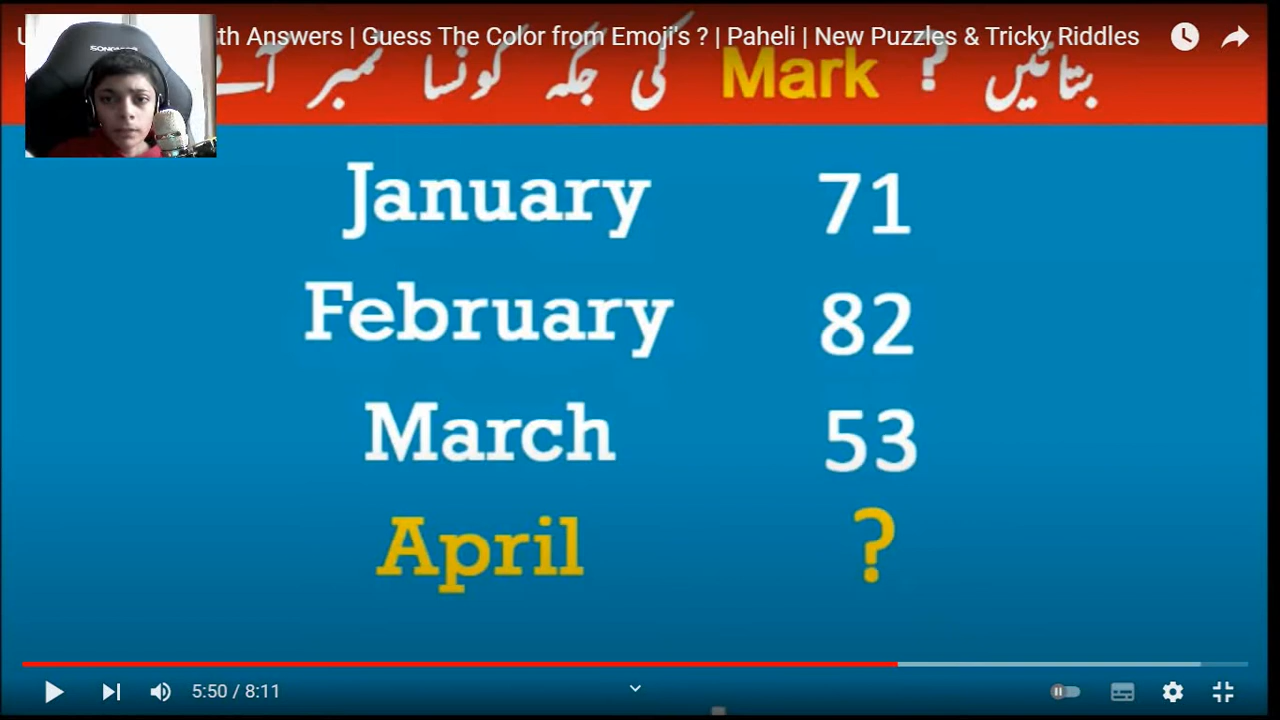 th Answers | Guess The Color from Emoji's ? | Paheli | New Puzzles & Tricky Riddles
بتائیں ? Mark کی جگہ کونسا نمبر آئے
January 71
February 82
March 53
April ?
5:50 / 8:11